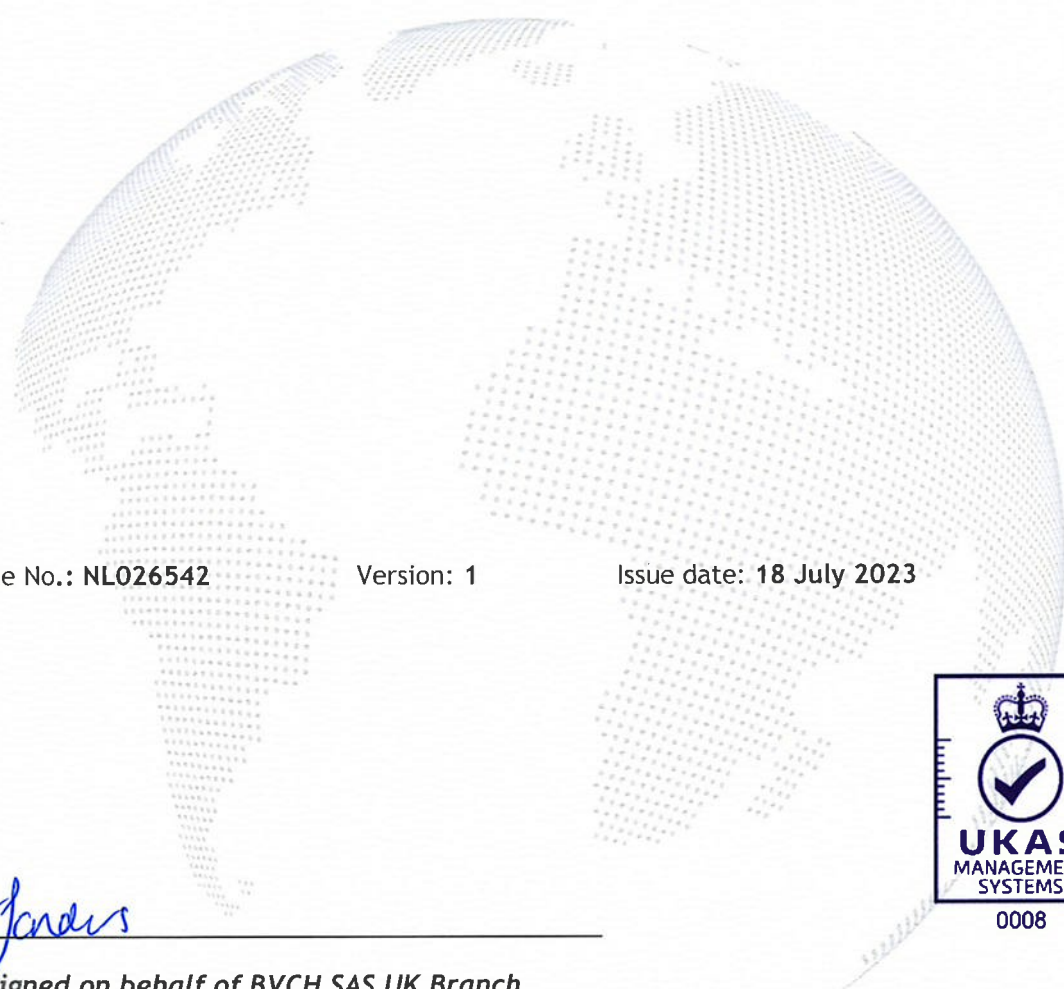 e No.: NL026542 Version: 1 Issue date: 18 July 2023
UKAS
MANAGEME
SYSTEMS
0008
igned on behalf of BVCH SAS UK Branch